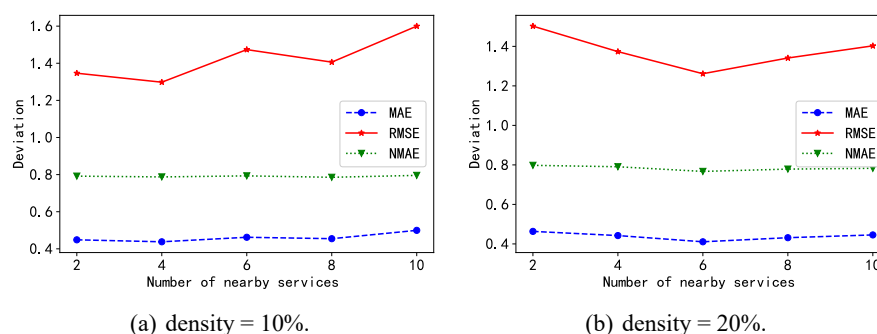 1.6
1.4
1.2
1.0
0.8
0.6
0.4
Deviation
MAE
RMSE
NMAE
2 4 6 8 10
Number of nearby services
(a) density = 10%.
1.4
1.2
1.0
0.8
0.6
0.4
Deviation
MAE
RMSE
NMAE
2 4 6 8 10
Number of nearby services
(b) density = 20%.